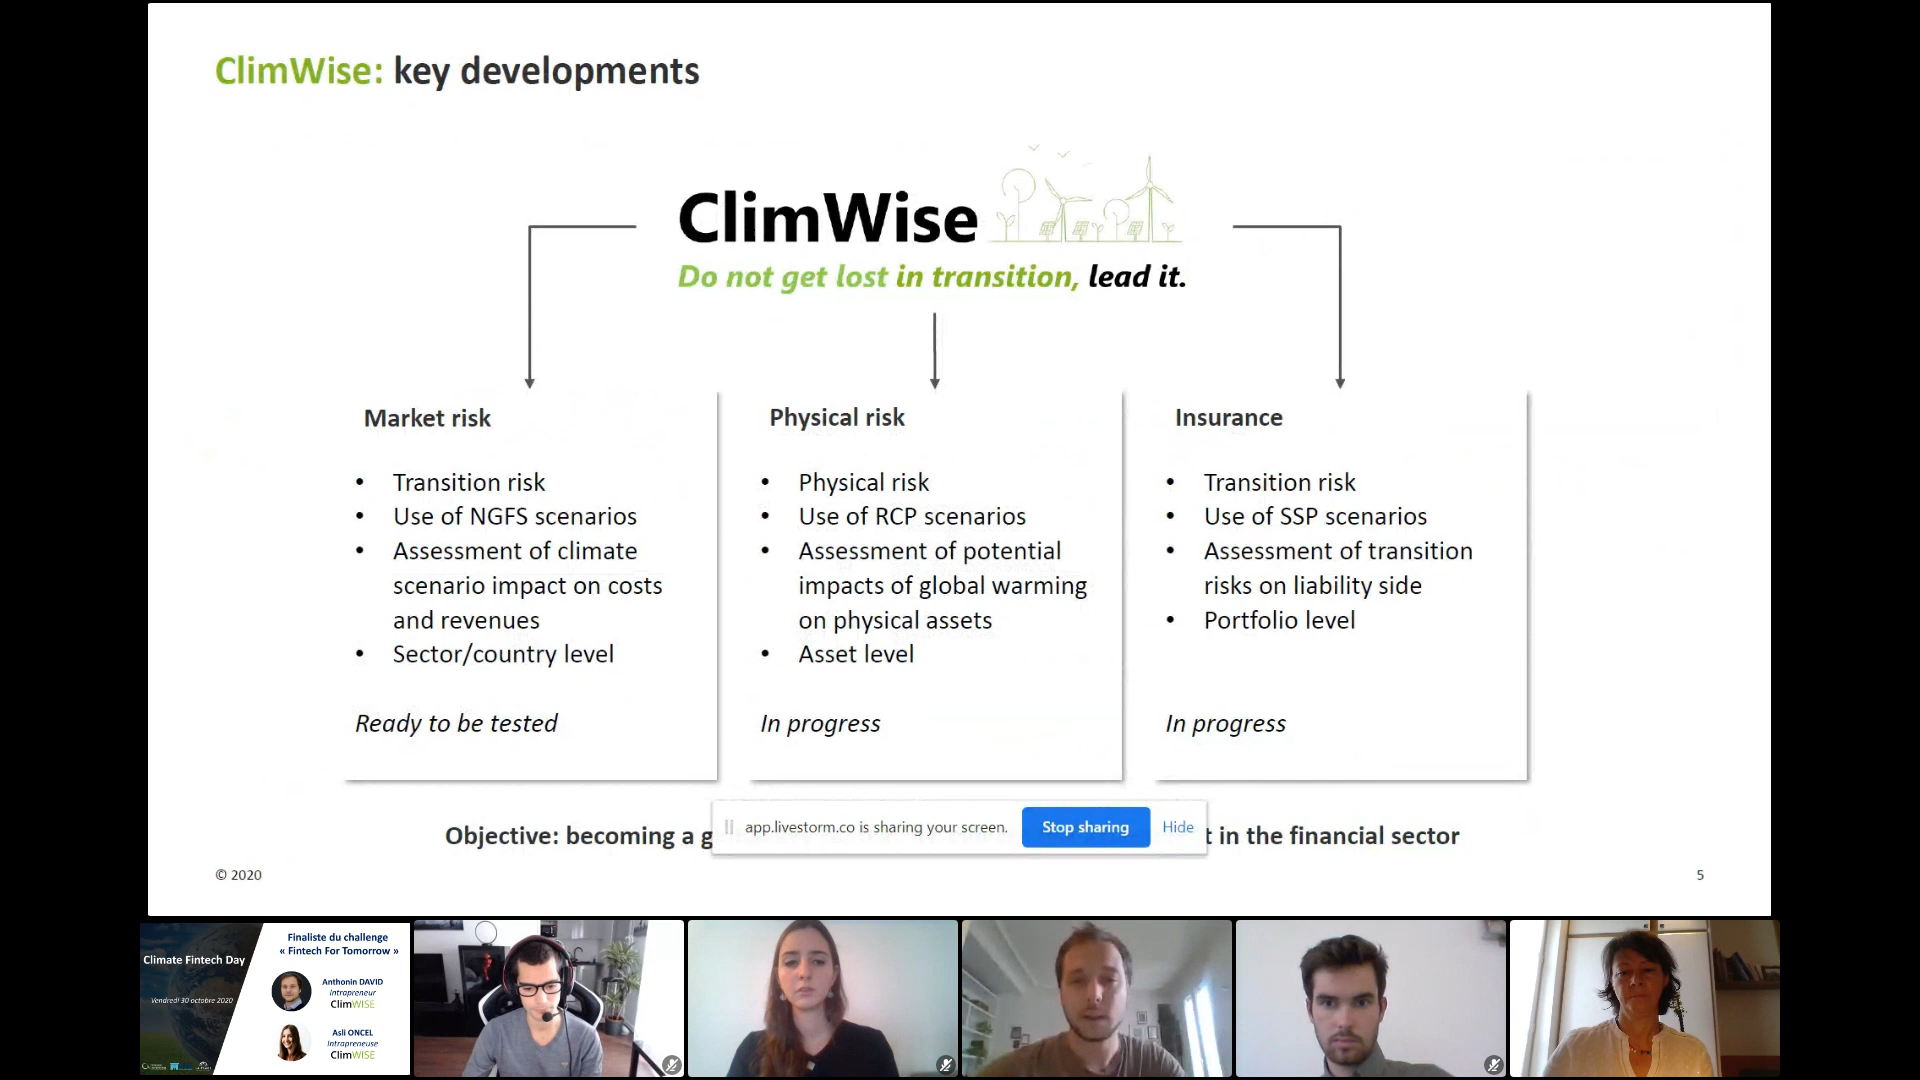 ClimWise: key developments
ClimWise
Do not get lost in transition, lead it.
Market risk
• Transition risk
• Use of NGFS scenarios
• Assessment of climate
scenario impact on costs
and revenues
• Sector/country level
Ready to be tested
Physical risk
• Physical risk
• Use of RCP scenarios
• Assessment of potential
impacts of global warming
on physical assets
• Asset level
In progress
Insurance
• Transition risk
• Use of SSP scenarios
• Assessment of transition
risks on liability side
• Portfolio level
In progress
Objective: becoming a g
app.livestorm.co is sharing your screen.
Stop sharing
Hide
t in the financial sector
© 2020
5
Climate Fintech Day
Vendredi 30 octobre 2020
Finaliste du challenge
« Fintech For Tomorrow »
Anthonin DAVID
Intrapreneur
ClimWISE
Asli ONCEL
Intrapreneuse
ClimWISE